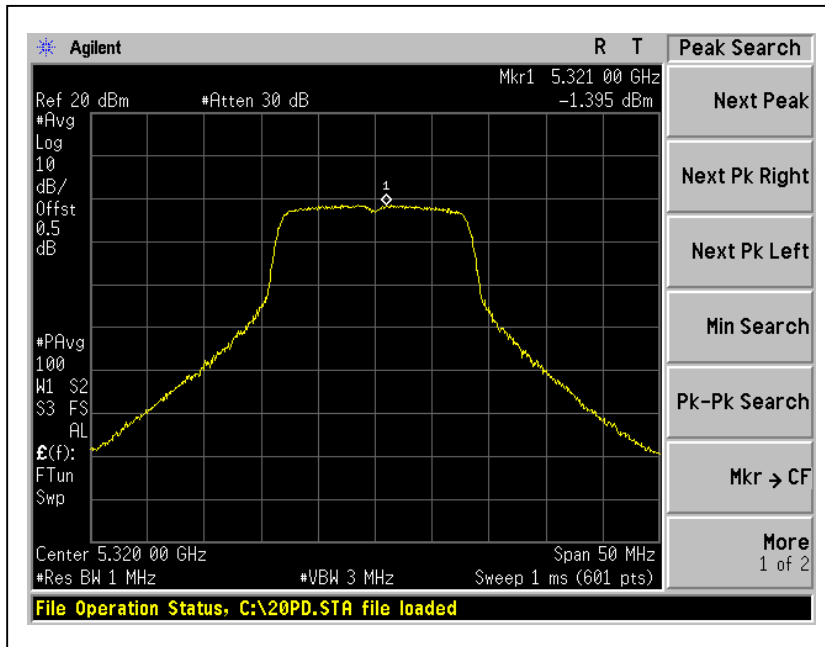 Agilent R T
Mkr1 5.321 00 GHz
Ref 20 dBm #Atten 30 dB -1.395 dBm
#Avg
Log
10
dB/
Offst
0.5
dB
1
#PAvg
100
W1 S2
S3 FS
AL
£(f):
FTun
Swp
Center 5.320 00 GHz Span 50 MHz
#Res BW 1 MHz #VBW 3 MHz Sweep 1 ms (601 pts)
File Operation Status, C:\20PD.STA file loaded
Peak Search
Next Peak
Next Pk Right
Next Pk Left
Min Search
Pk-Pk Search
Mkr → CF
More
1 of 2